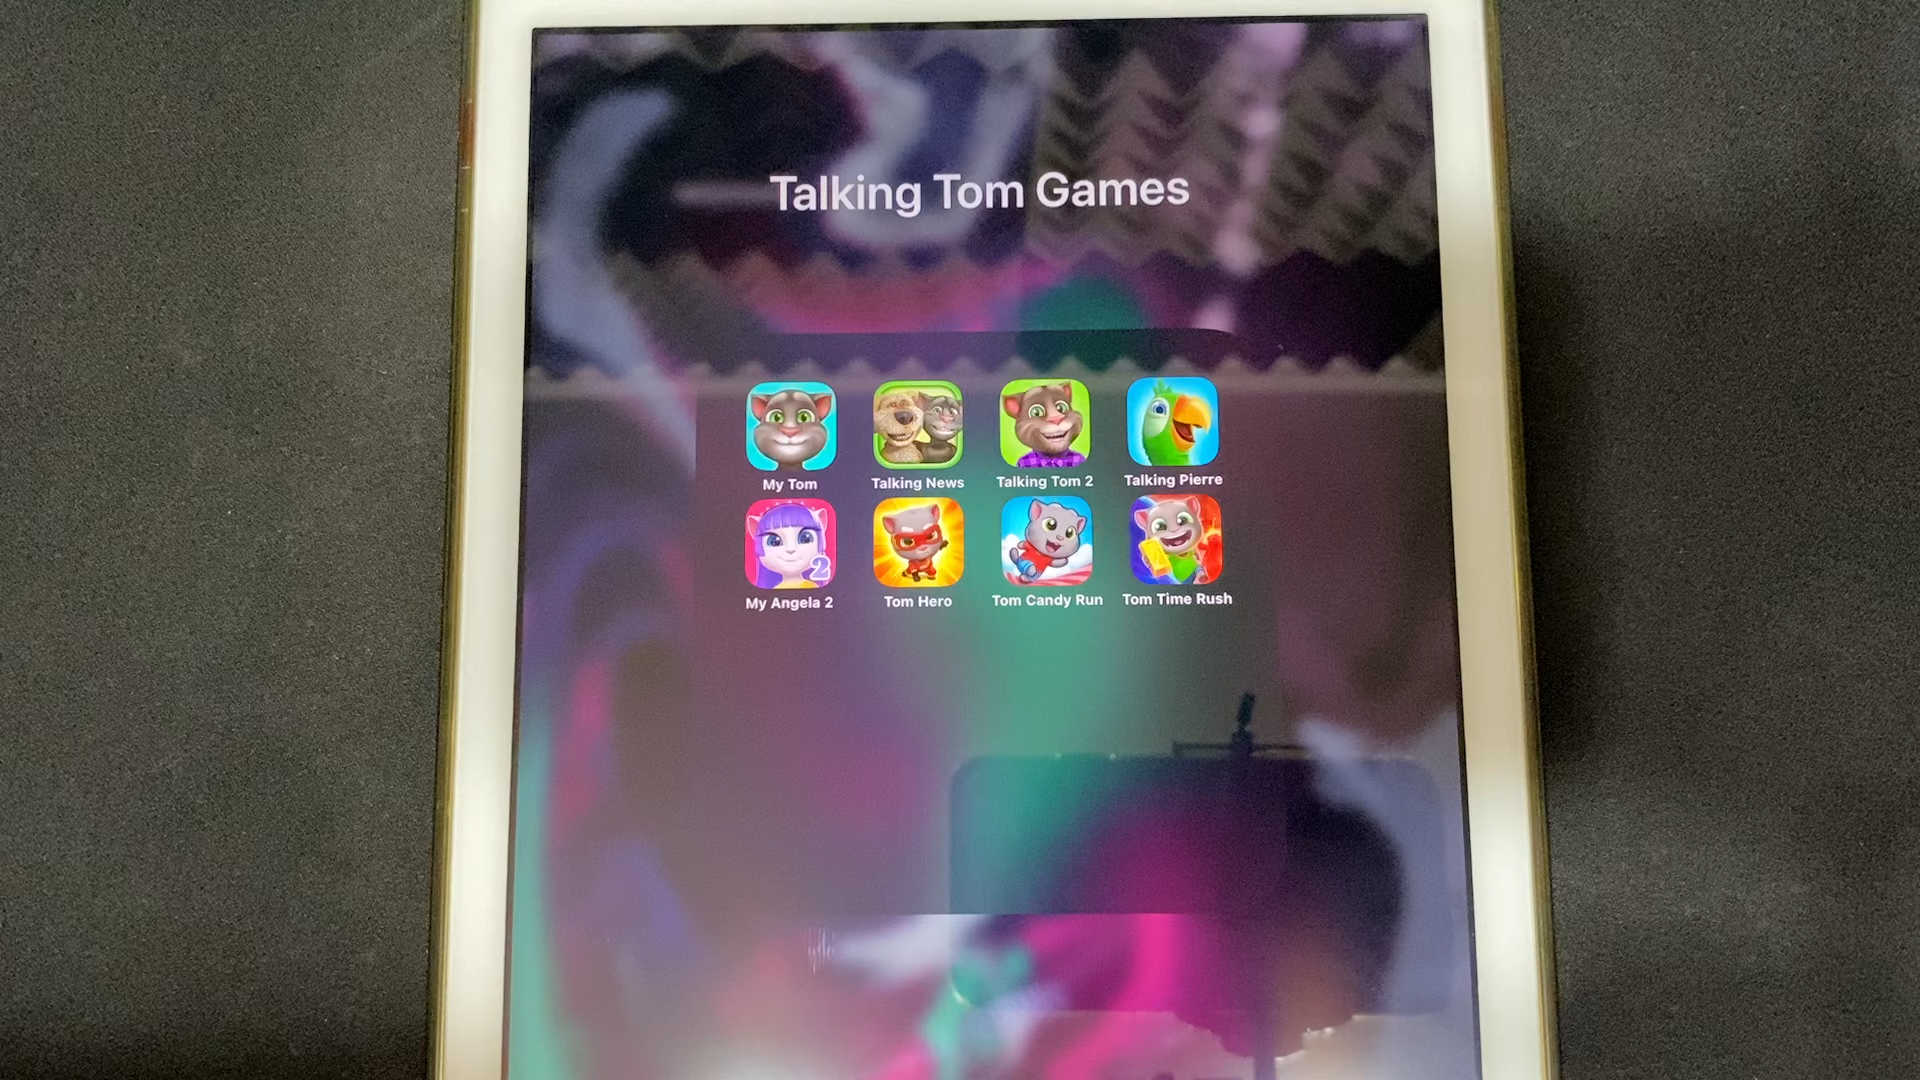 Talking Tom Games
My Tom
Talking News
Talking Tom 2
Talking Pierre
2
My Angela 2
Tom Hero
Tom Candy Run
Tom Time Rush